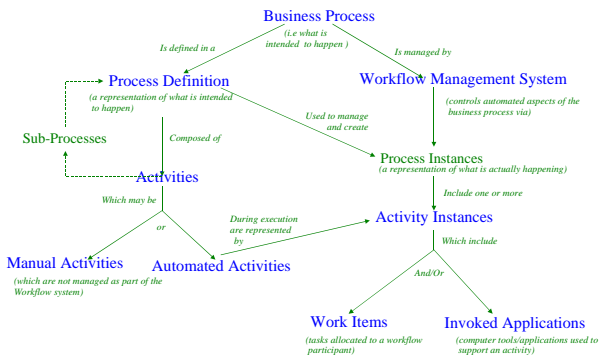 Business Process
(i.e what is
intended to happen )
Is defined in a
Is managed by
Process Definition
(a representation of what is intended
to happen)
Workflow Management System
(controls automated aspects of the
business process via)
Used to manage
and create
Sub-Processes
Composed of
Process Instances
(a representation of what is actually happening)
Activities
Include one or more
Which may be
or
During execution
are represented
by
Activity Instances
Which include
Manual Activities
(which are not managed as part of the
Workflow system)
Automated Activities
And/Or
Work Items
(tasks allocated to a workflow
participant)
Invoked Applications
(computer tools/applications used to
support an activity)